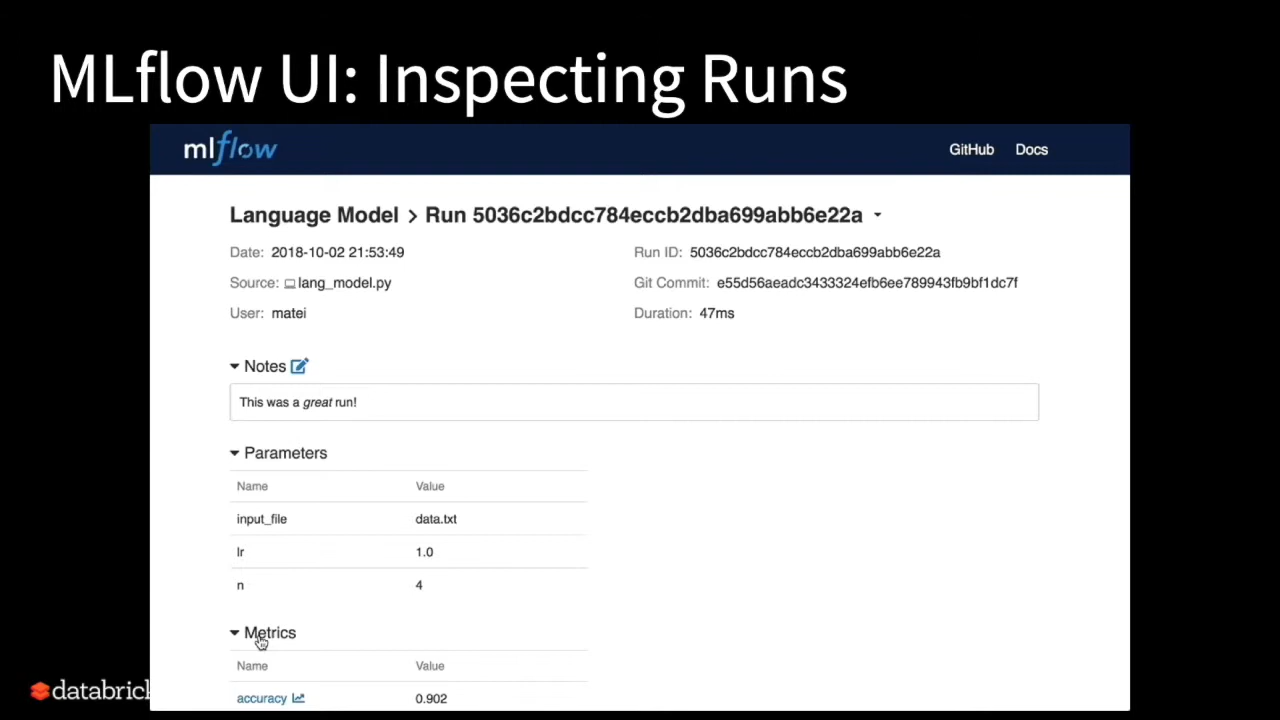 MLflow UI: Inspecting Runs
mlflow
GitHub Docs
Language Model > Run 5036c2bdcc784eccb2dba699abb6e22a
Date: 2018-10-02 21:53:49
Run ID: 5036c2bdcc784eccb2dba699abb6e22a
Source: lang_model.py
Git Commit: e55d56aeadc3433324efb6ee789943fb9bf1dc7f
User: matei
Duration: 47ms
Notes
This was a great run!
Parameters
Name Value
input_file data.txt
lr 1.0
n 4
Metrics
Name Value
accuracy 0.902
databrick